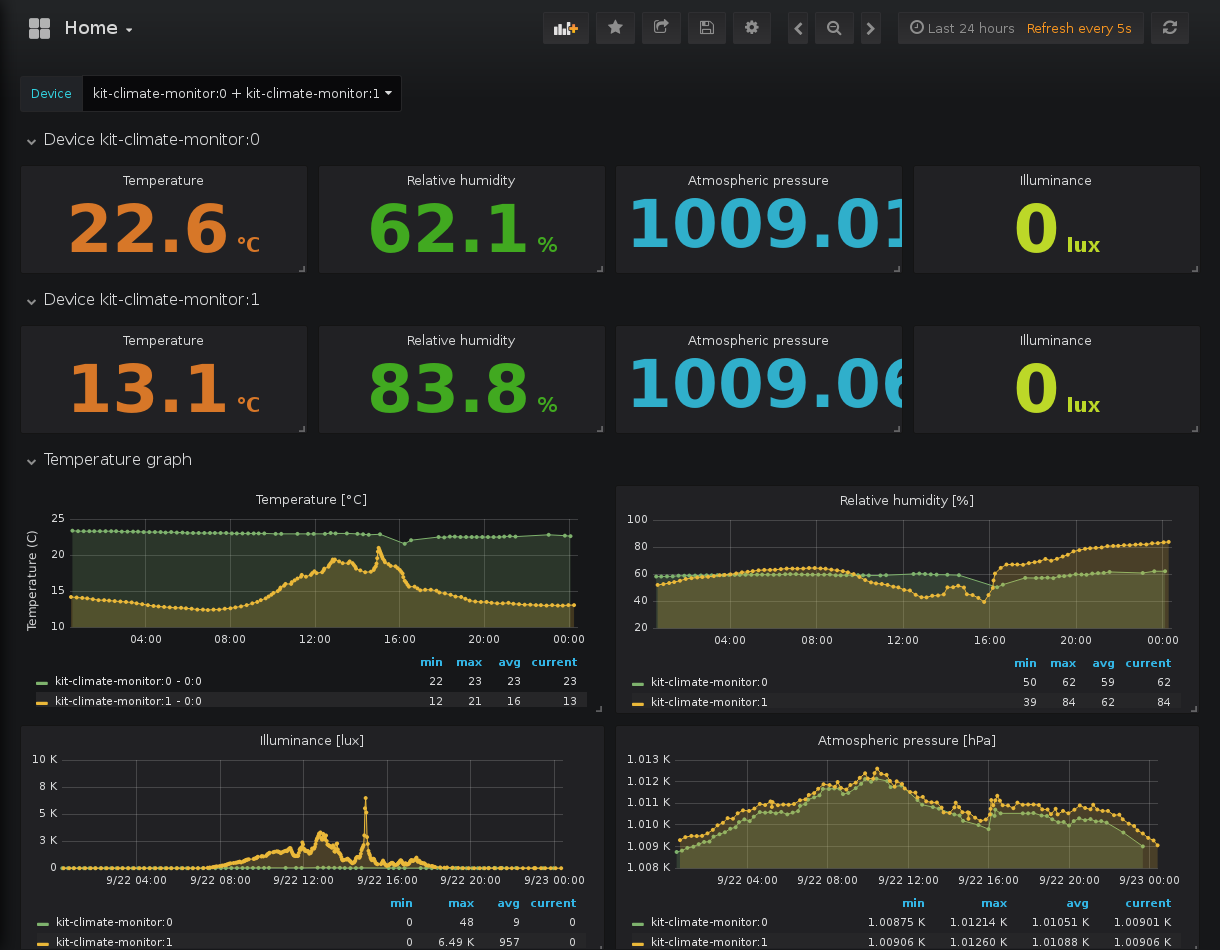 Home
Last 24 hours Refresh every 5s
Device kit-climate-monitor:0 + kit-climate-monitor:1
Device kit-climate-monitor:0
Temperature Relative humidity Atmospheric pressure Illuminance
22.6 °C 62.1 % 1009.01 0 lux
Device kit-climate-monitor:1
Temperature Relative humidity Atmospheric pressure Illuminance
13.1 °C 83.8 % 1009.06 0 lux
Temperature graph
Temperature [°C]
Temperature (C)
25
20
15
10
04:00 08:00 12:00 16:00 20:00 00:00
min max avg current
kit-climate-monitor:0 - 0:0 22 23 23 23
kit-climate-monitor:1 - 0:0 12 21 16 13
Relative humidity [%]
100
80
60
40
20
04:00 08:00 12:00 16:00 20:00 00:00
min max avg current
kit-climate-monitor:0 50 62 59 62
kit-climate-monitor:1 39 84 62 84
Illuminance [lux]
10 K
8 K
5 K
3 K
0
9/22 04:00 9/22 08:00 9/22 12:00 9/22 16:00 9/22 20:00 9/23 00:00
min max avg current
kit-climate-monitor:0 0 48 9 0
kit-climate-monitor:1 0 6.49 K 957 0
Atmospheric pressure [hPa]
1.013 K
1.012 K
1.011 K
1.010 K
1.009 K
1.008 K
9/22 04:00 9/22 08:00 9/22 12:00 9/22 16:00 9/22 20:00 9/23 00:00
min max avg current
kit-climate-monitor:0 1.00875 K 1.01214 K 1.01051 K 1.00901 K
kit-climate-monitor:1 1.00906 K 1.01260 K 1.01088 K 1.00906 K